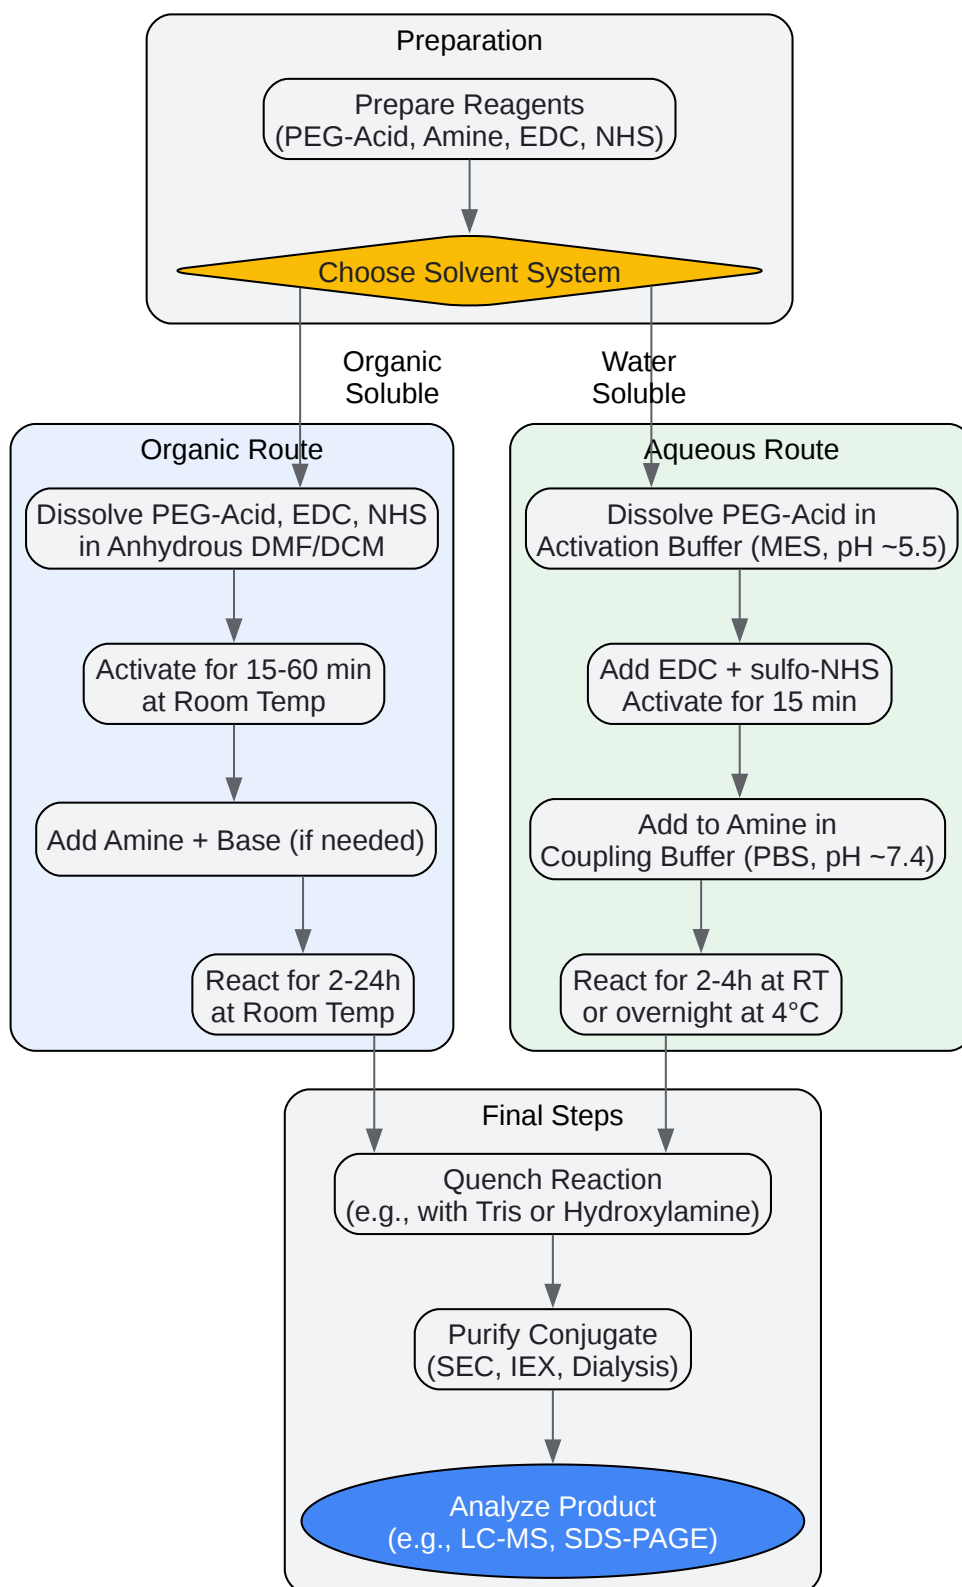 Preparation
Prepare Reagents
(PEG-Acid, Amine, EDC, NHS)
Choose Solvent System
Organic
Soluble
Water
Soluble
Organic Route
Dissolve PEG-Acid, EDC, NHS
in Anhydrous DMF/DCM
Activate for 15-60 min
at Room Temp
Add Amine + Base (if needed)
React for 2-24h
at Room Temp
Aqueous Route
Dissolve PEG-Acid in
Activation Buffer (MES, pH ~5.5)
Add EDC + sulfo-NHS
Activate for 15 min
Add to Amine in
Coupling Buffer (PBS, pH ~7.4)
React for 2-4h at RT
or overnight at 4°C
Final Steps
Quench Reaction
(e.g., with Tris or Hydroxylamine)
Purify Conjugate
(SEC, IEX, Dialysis)
Analyze Product
(e.g., LC-MS, SDS-PAGE)